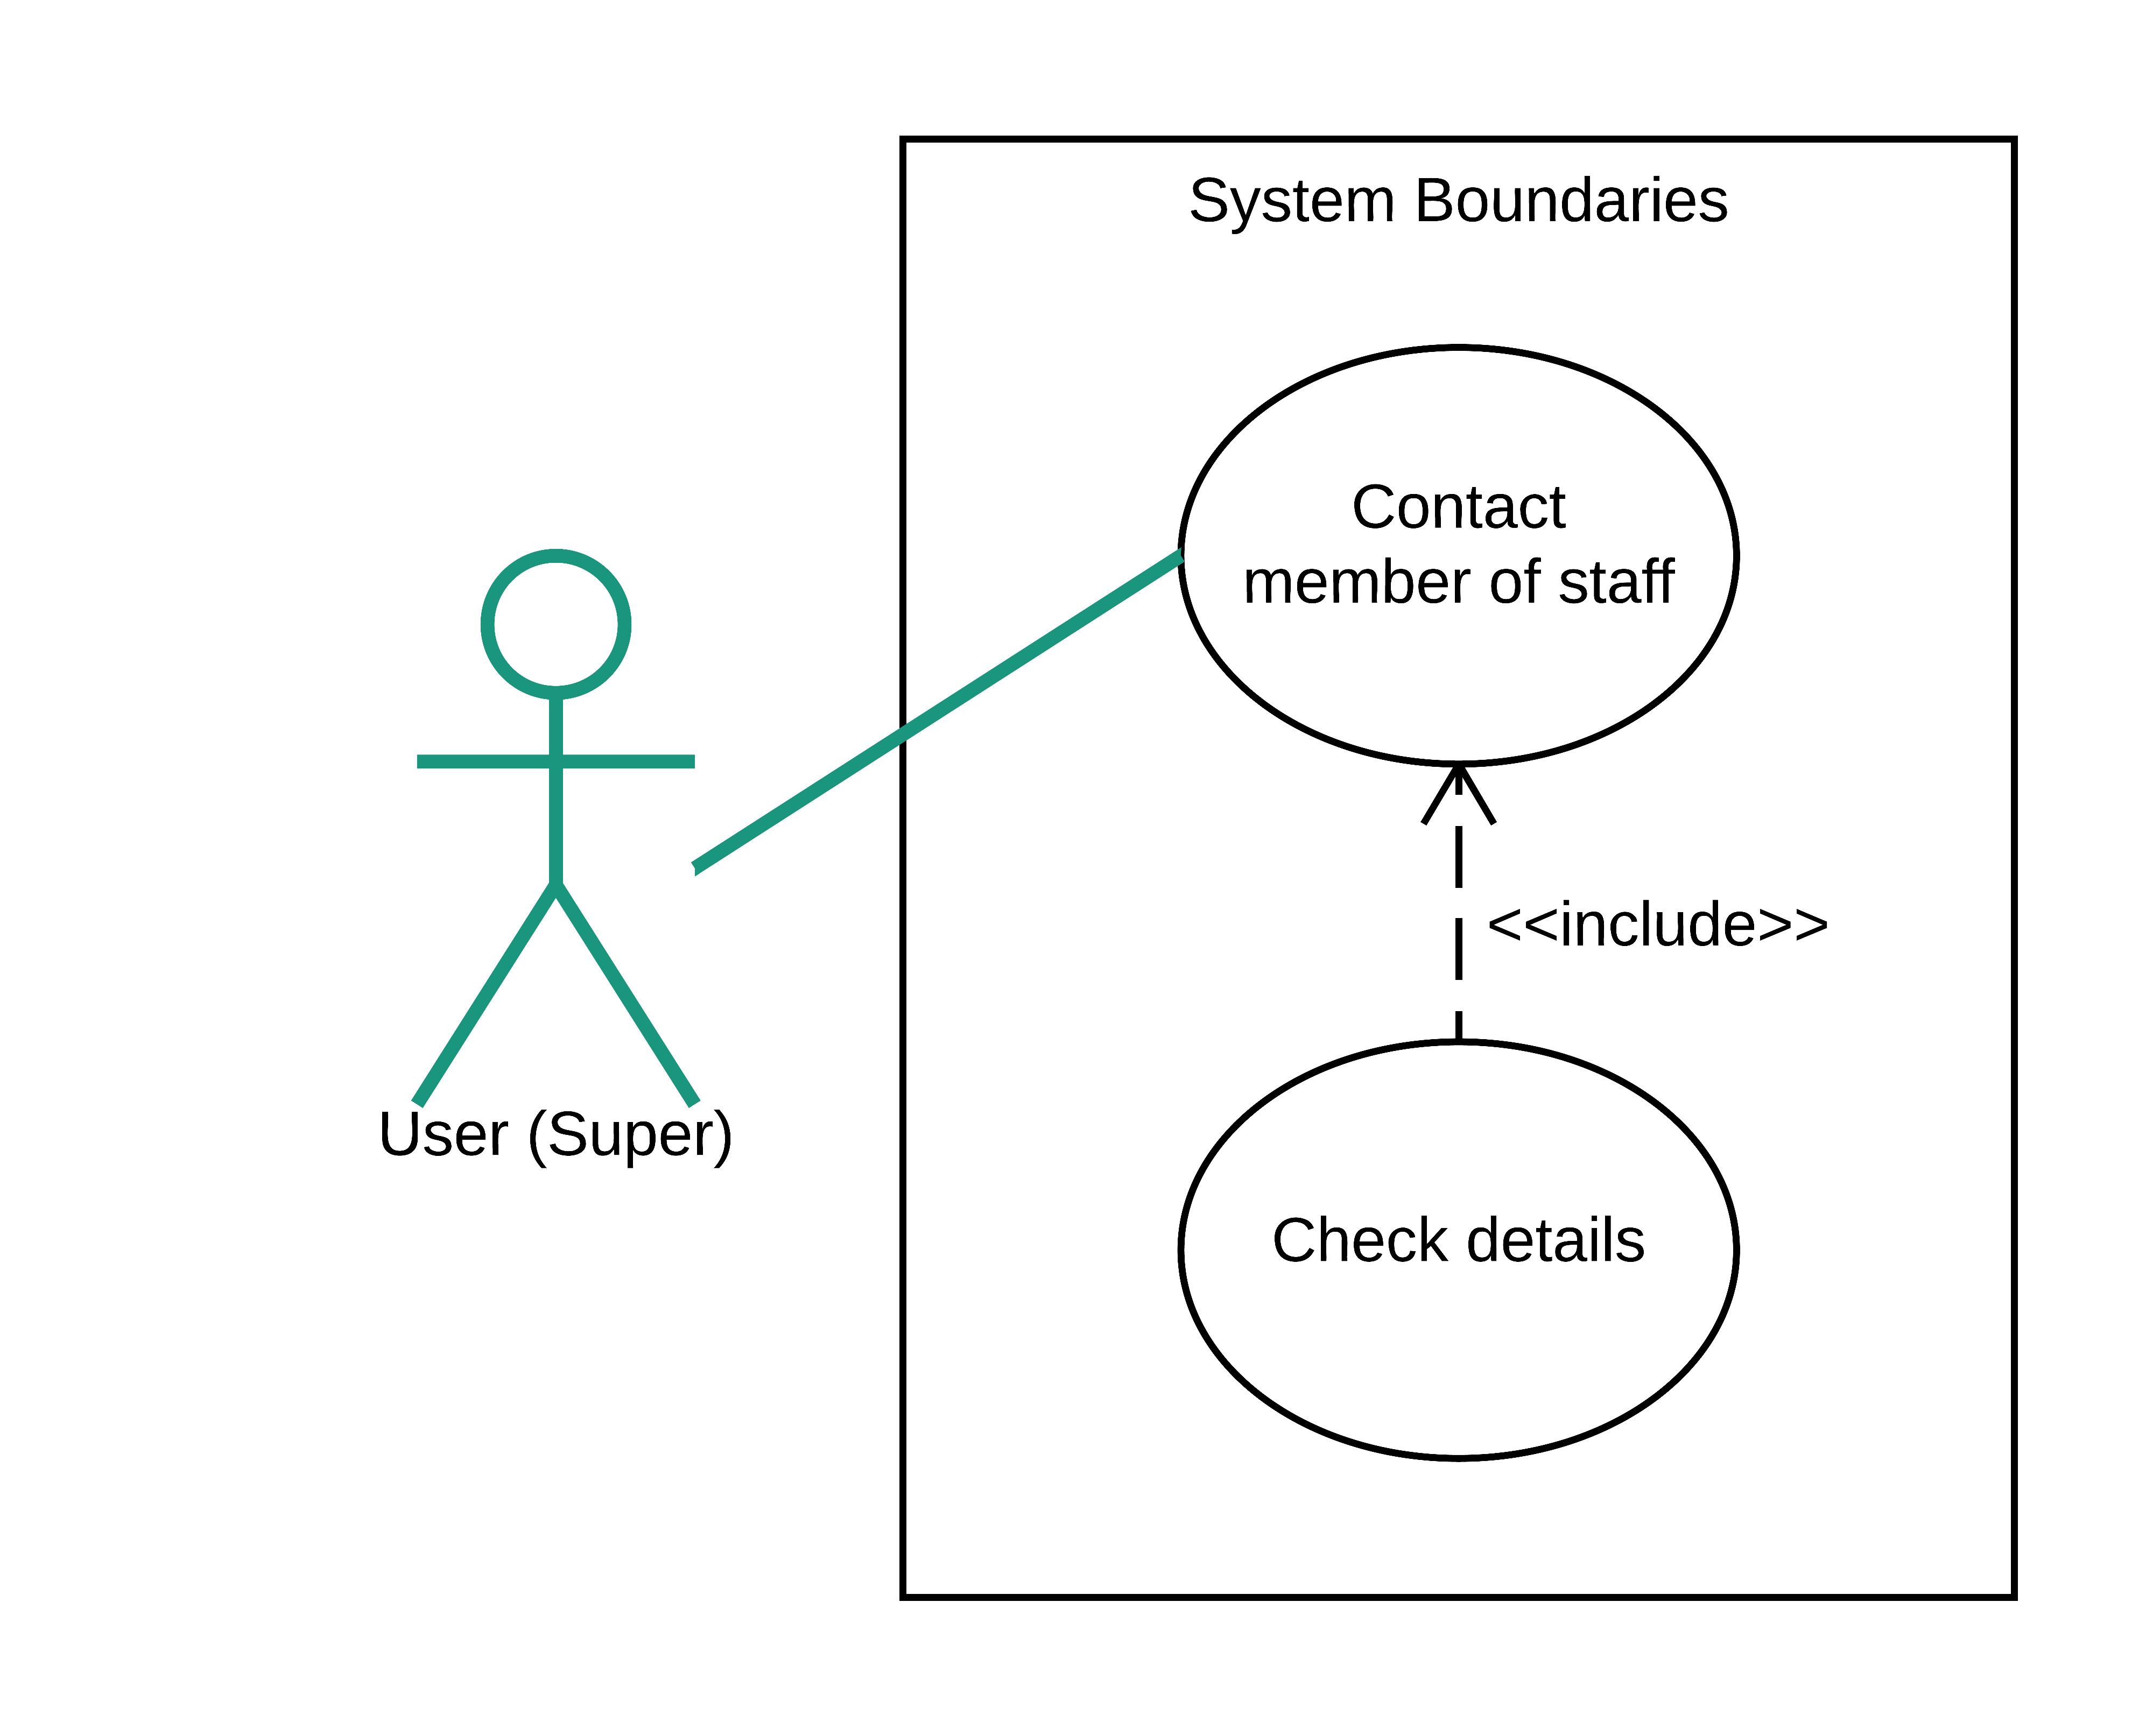 System Boundaries
Contact
member of staff
<<include>>
User (Super)
Check details